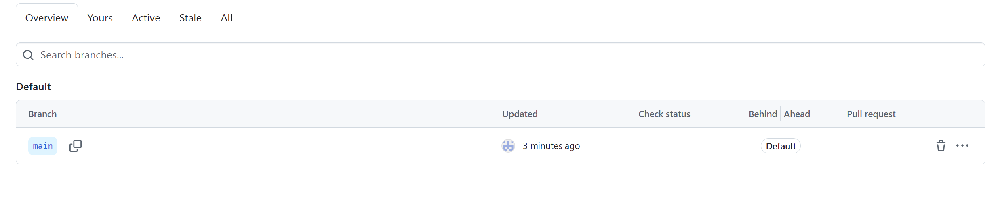 Overview Yours Active Stale All
Search branches...
Default
Branch Updated Check status Behind Ahead Pull request
main 3 minutes ago Default